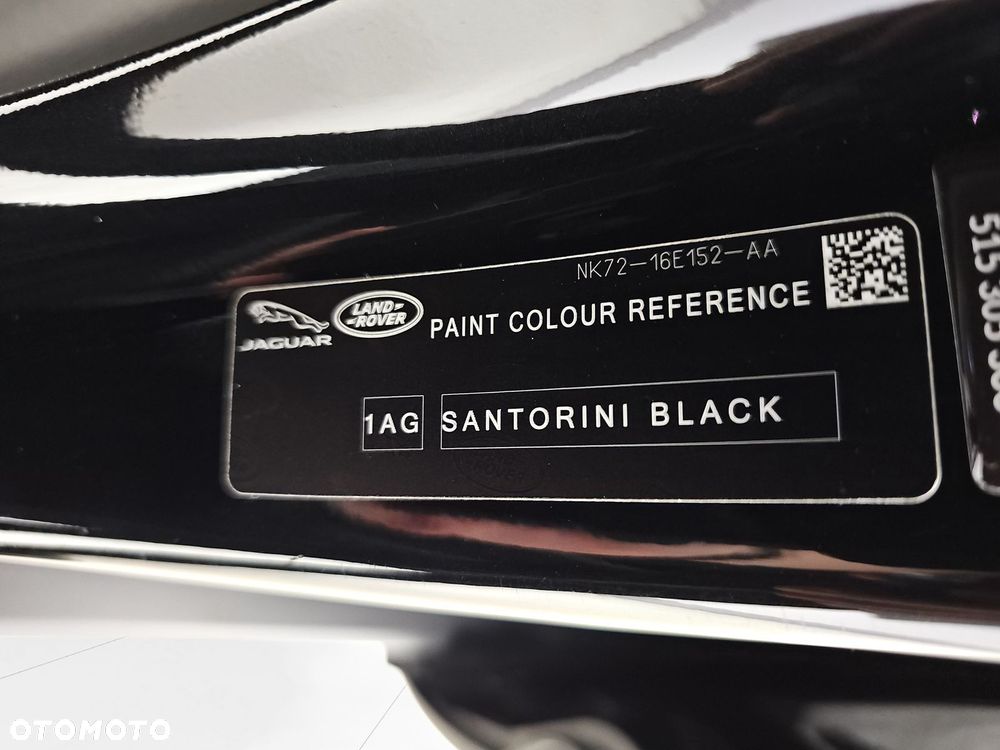 NK72-16E152-AA
JAGUAR
LAND-
-ROVER
PAINT COLOUR REFERENCE
1AG
SANTORINI BLACK
OTOMOTO